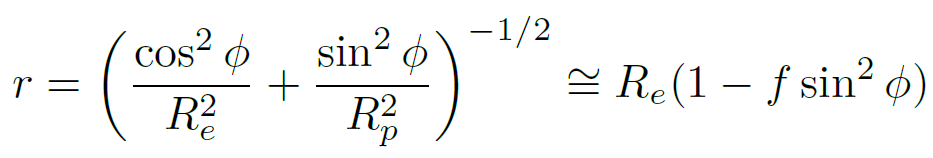 r = \left( \frac{\cos^2 \phi}{R_e^2} + \frac{\sin^2 \phi}{R_p^2} \right)^{-1/2} \cong R_e(1 - f \sin^2 \phi)